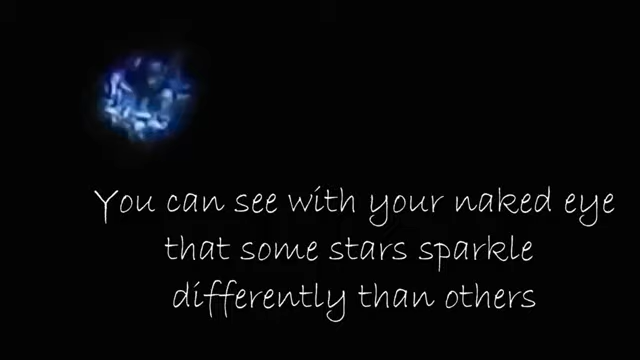 You can see with your naked eye
that some stars sparkle
differently than others